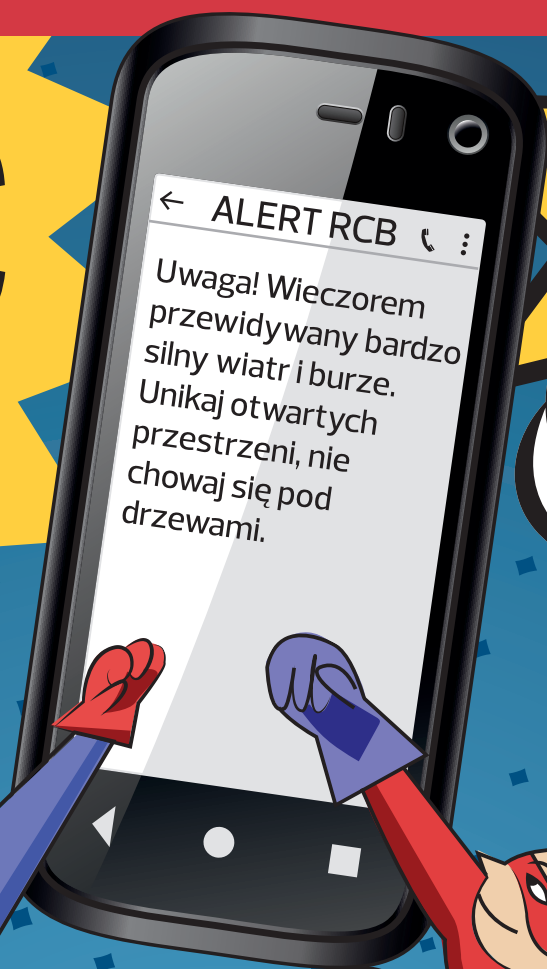 ALERT RCB
Uwaga! Wieczorem
przewidywany bardzo
silny wiatr i burze.
Unikaj otwartych
przestrzeni, nie
chowaj się pod
drzewami.